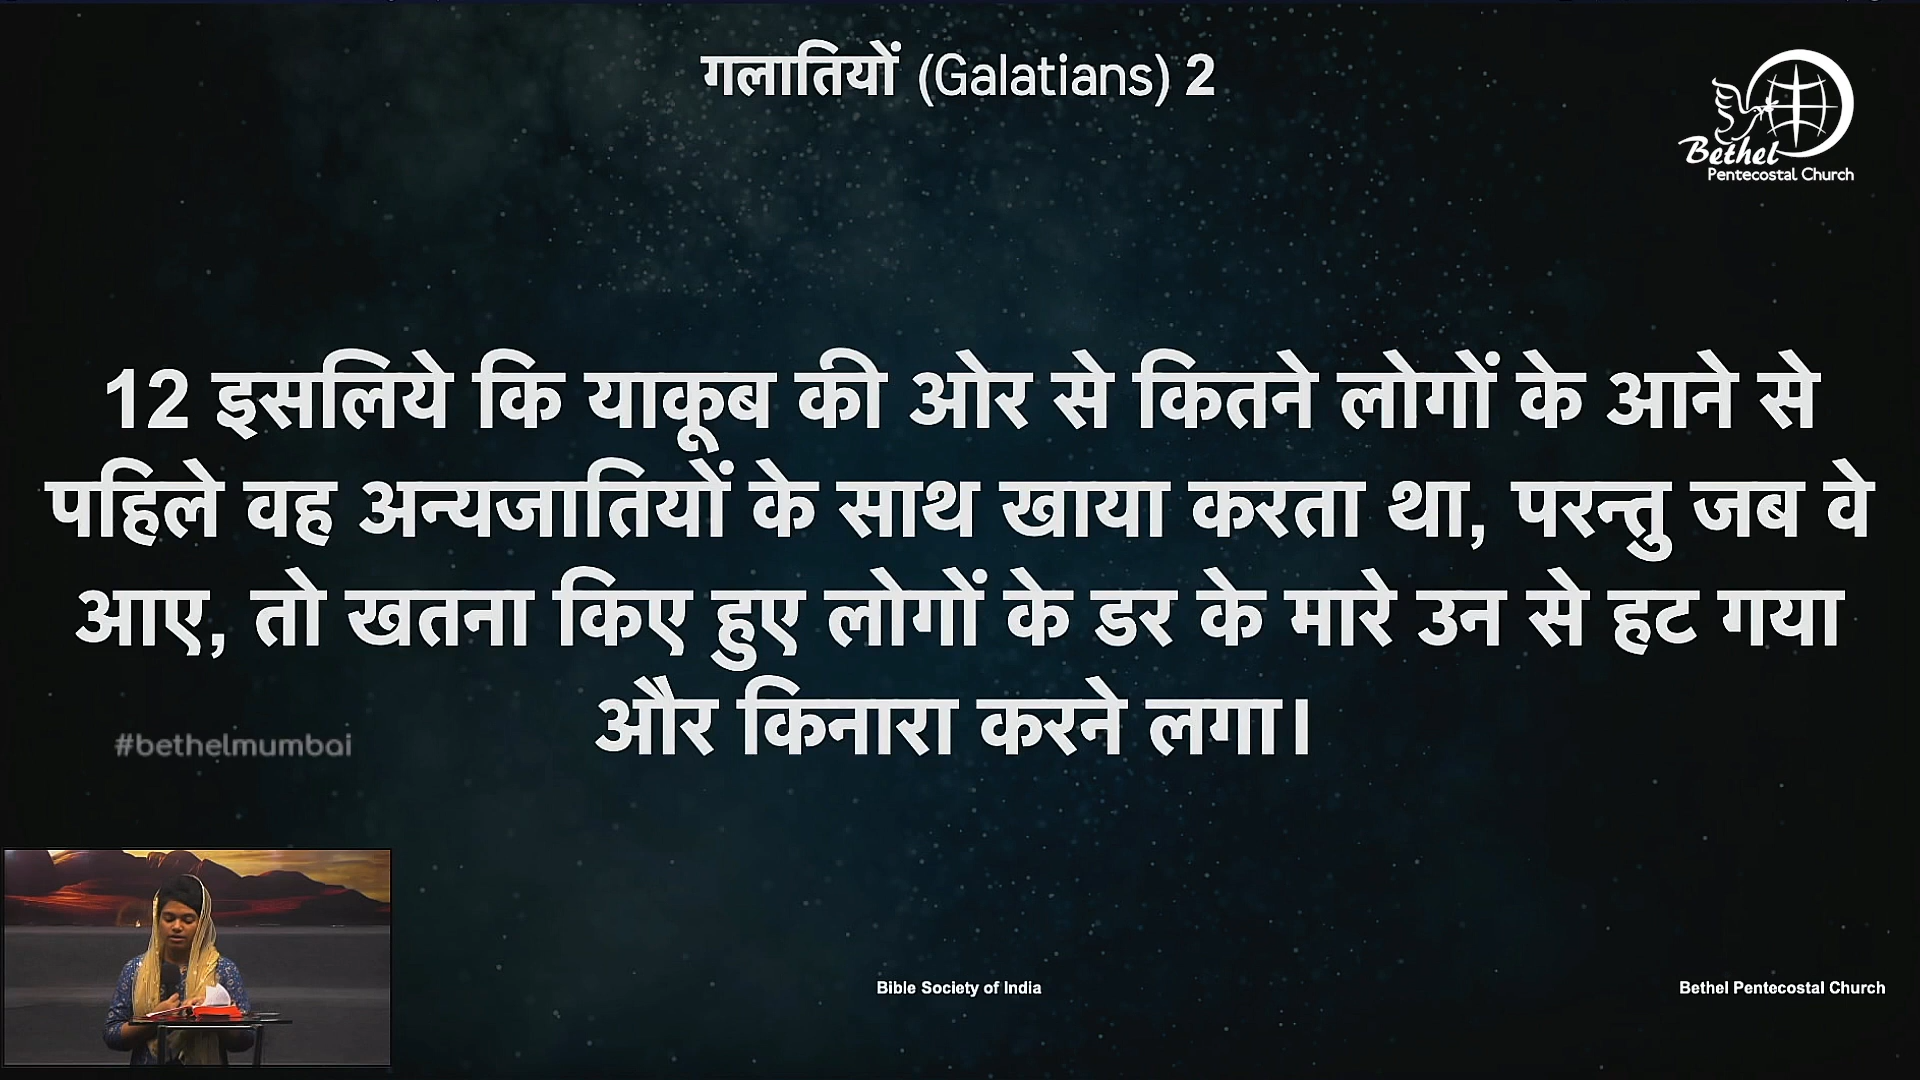 गलातियों (Galatians) 2
Bethel
Pentecostal Church
12 इसलिये कि याकूब की ओर से कितने लोगों के आने से
पहिले वह अन्यजातियों के साथ खाया करता था, परन्तु जब वे
आए, तो खतना किए हुए लोगों के डर के मारे उन से हट गया
और किनारा करने लगा।
#bethelmumbai
Bible Society of India
Bethel Pentecostal Church